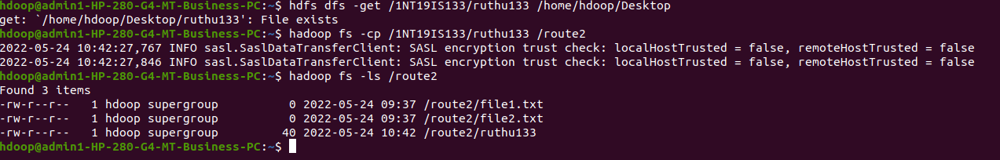 hdoop@admin1-HP-280-G4-MT-Business-PC:~$ hdfs dfs -get /1NT19IS133/ruthu133 /home/hdoop/Desktop
get: `/home/hdoop/Desktop/ruthu133': File exists
hdoop@admin1-HP-280-G4-MT-Business-PC:~$ hadoop fs -cp /1NT19IS133/ruthu133 /route2
2022-05-24 10:42:27,767 INFO sasl.SaslDataTransferClient: SASL encryption trust check: localHostTrusted = false, remoteHostTrusted = false
2022-05-24 10:42:27,846 INFO sasl.SaslDataTransferClient: SASL encryption trust check: localHostTrusted = false, remoteHostTrusted = false
hdoop@admin1-HP-280-G4-MT-Business-PC:~$ hadoop fs -ls /route2
Found 3 items
-rw-r--r--   1 hdoop supergroup          0 2022-05-24 09:37 /route2/file1.txt
-rw-r--r--   1 hdoop supergroup          0 2022-05-24 09:37 /route2/file2.txt
-rw-r--r--   1 hdoop supergroup         40 2022-05-24 10:42 /route2/ruthu133
hdoop@admin1-HP-280-G4-MT-Business-PC:~$